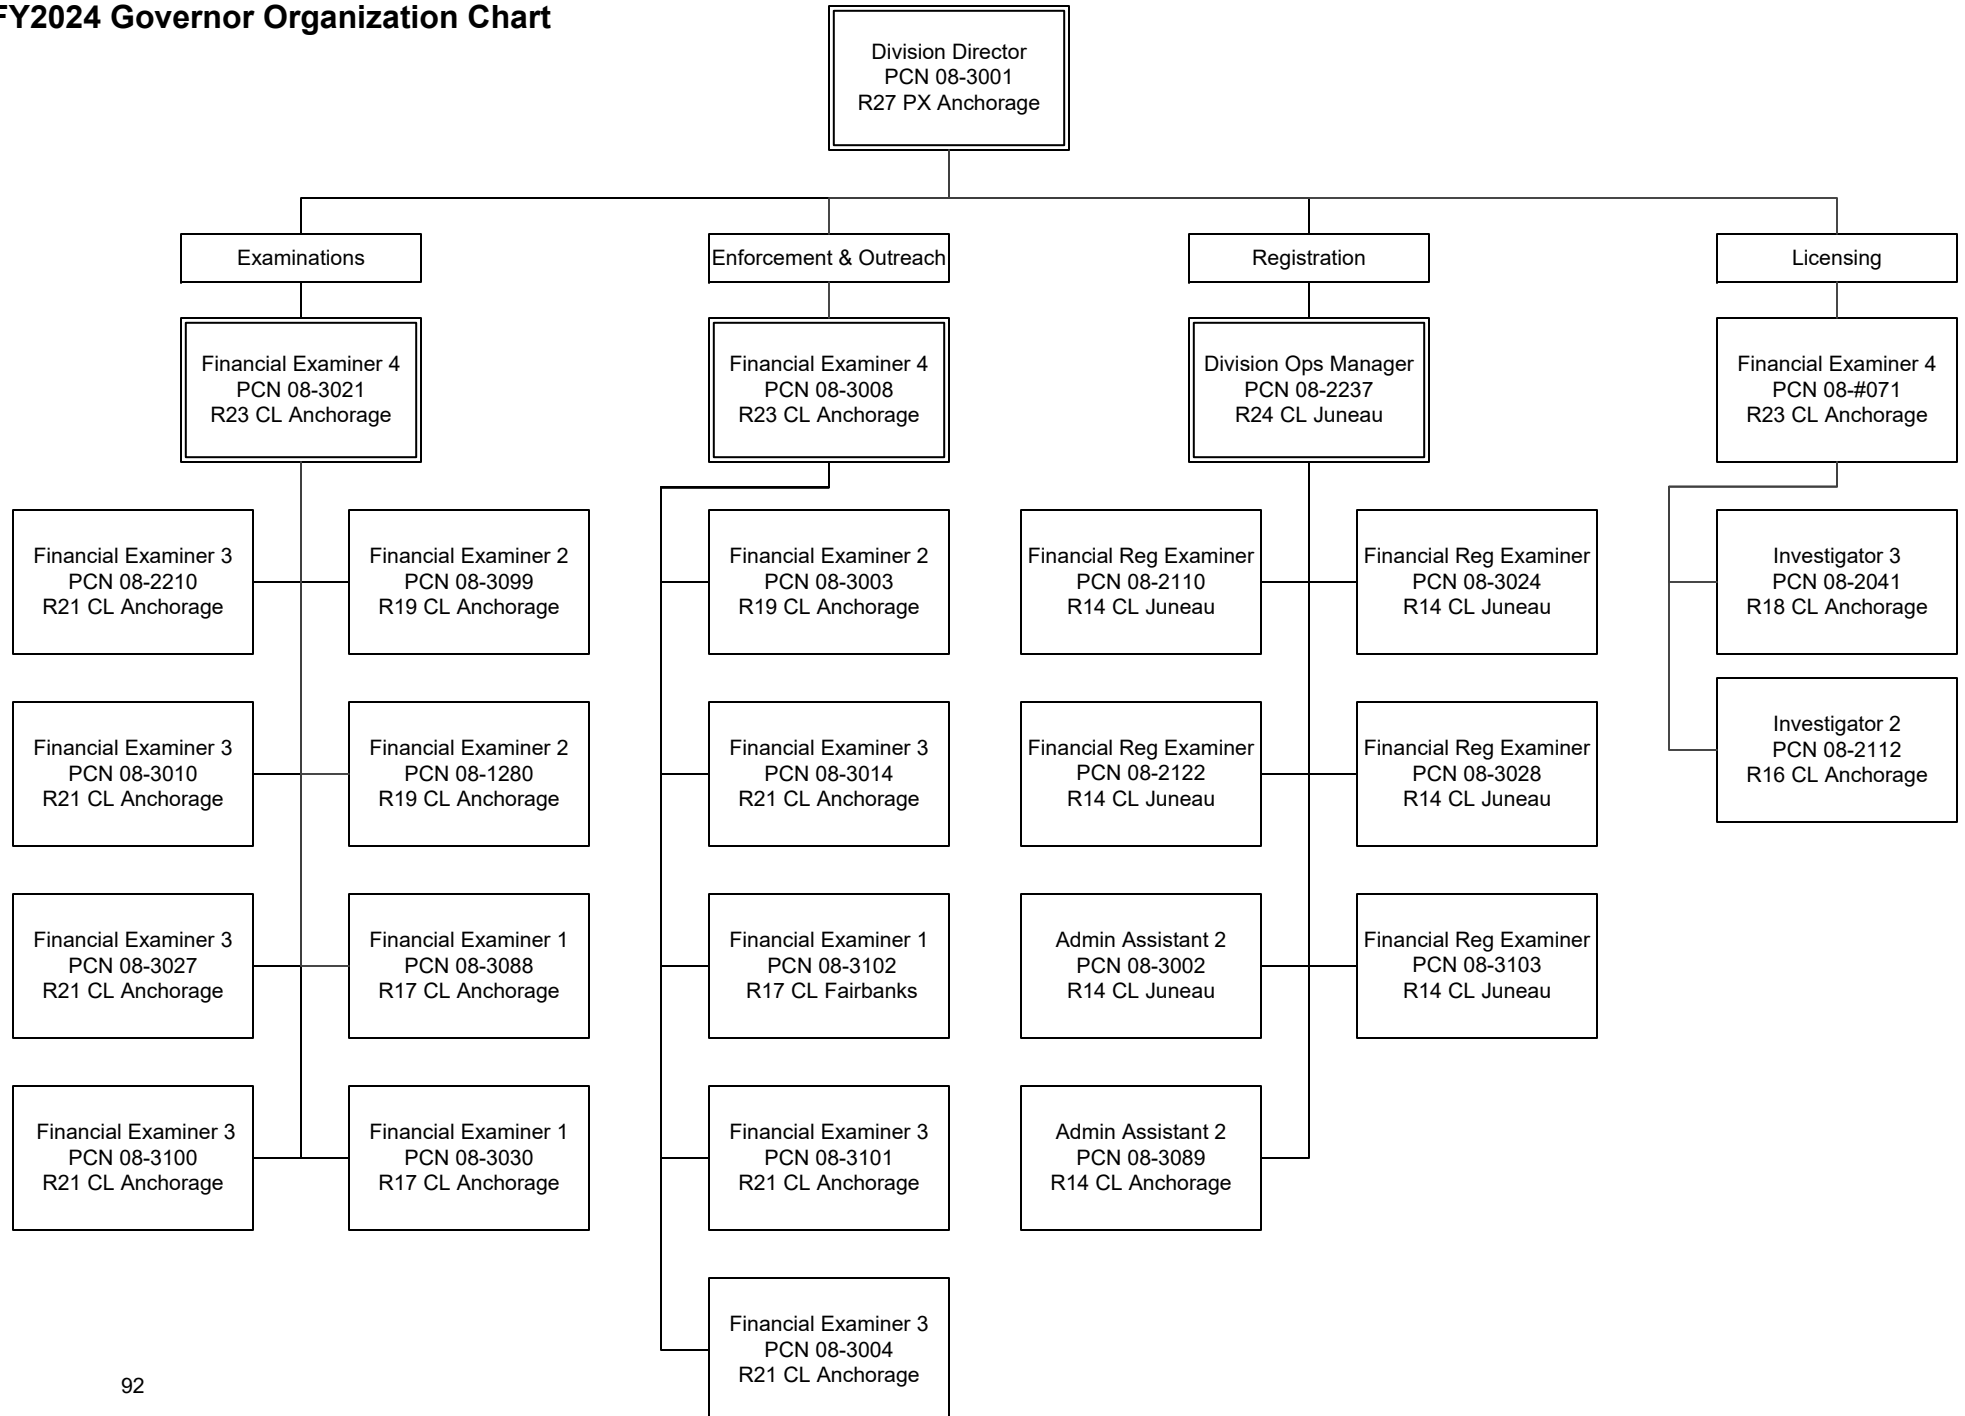 FY2024 Governor Organization Chart
Division Director
PCN 08-3001
R27 PX Anchorage
Examinations
Enforcement & Outreach
Registration
Licensing
Financial Examiner 4
PCN 08-3021
R23 CL Anchorage
Financial Examiner 4
PCN 08-3008
R23 CL Anchorage
Division Ops Manager
PCN 08-2237
R24 CL Juneau
Financial Examiner 4
PCN 08-#071
R23 CL Anchorage
Financial Examiner 3
PCN 08-2210
R21 CL Anchorage
Financial Examiner 2
PCN 08-3099
R19 CL Anchorage
Financial Examiner 2
PCN 08-3003
R19 CL Anchorage
Financial Reg Examiner
PCN 08-2110
R14 CL Juneau
Financial Reg Examiner
PCN 08-3024
R14 CL Juneau
Investigator 3
PCN 08-2041
R18 CL Anchorage
Financial Examiner 3
PCN 08-3010
R21 CL Anchorage
Financial Examiner 2
PCN 08-1280
R19 CL Anchorage
Financial Examiner 3
PCN 08-3014
R21 CL Anchorage
Financial Reg Examiner
PCN 08-2122
R14 CL Juneau
Financial Reg Examiner
PCN 08-3028
R14 CL Juneau
Investigator 2
PCN 08-2112
R16 CL Anchorage
Financial Examiner 3
PCN 08-3027
R21 CL Anchorage
Financial Examiner 1
PCN 08-3088
R17 CL Anchorage
Financial Examiner 1
PCN 08-3102
R17 CL Fairbanks
Admin Assistant 2
PCN 08-3002
R14 CL Juneau
Financial Reg Examiner
PCN 08-3103
R14 CL Juneau
Financial Examiner 3
PCN 08-3100
R21 CL Anchorage
Financial Examiner 1
PCN 08-3030
R17 CL Anchorage
Financial Examiner 3
PCN 08-3101
R21 CL Anchorage
Admin Assistant 2
PCN 08-3089
R14 CL Anchorage
Financial Examiner 3
PCN 08-3004
R21 CL Anchorage
92